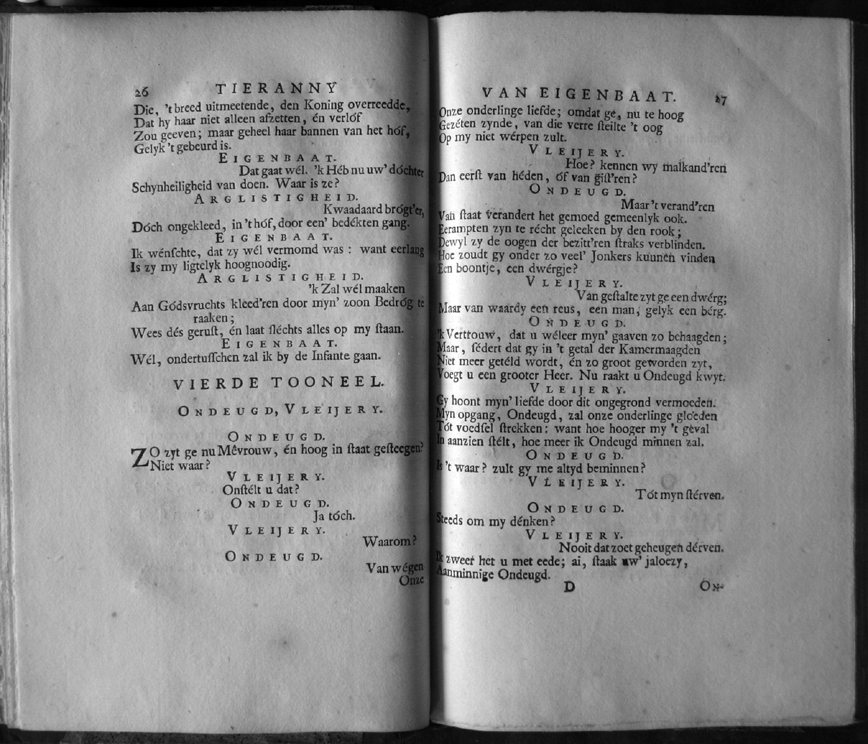 26 TIERANNY
Die, 't breed uitmeetende, den Koning overreedde,
Dat hy haar niet alleen afzetten, én verlóf
Zou geeven; maar geheel haar bannen van het hóf,
Gelyk 't gebeurd is.
EIGENBAAT.
Dat gaat wél. 'k Héb nu uw' dóchter
Schynheiligheid van doen. Waar is ze?
ARGLISTIGHEID.
Kwaadaard brógt'er,
Dóch ongekleed, in 't hóf, door een' bedékten gang.
EIGENBAAT.
Ik wénschte, dat zy wél vermomd was: want eerlang
Is zy my ligtelyk hoognoodig.
ARGLISTIGHEID.
'k Zal wél maaken
Aan Gódsvruchts kleed'ren door myn' zoon Bedróg te
raaken;
Wees dés gerust, én laat sléchts alles op my staan.
EIGENBAAT.
Wél, ondertusschen zal ik by de Infante gaan.
VIERDE TOONEEL.
ONDEUGD, VLEIJERY.
ONDEUGD.
ZO zyt ge nu Mêvrouw, én hoog in staat gesteegen?
Niet waar?
VLEIJERY.
Onstélt u dat?
ONDEUGD.
Ja tóch.
VLEIJERY.
Waarom?
ONDEUGD.
Van wégen
Onze
VAN EIGENBAAT. 27
Onze onderlinge liefde; omdat ge, nu te hoog
Gezéten zynde, van die verre steilte 't oog
Op my niet wérpen zult.
VLEIJERY.
Hoe? kennen wy malkand'ren
Dan eerst van héden, óf van gist'ren?
ONDEUGD.
Maar 't verand'ren
Van staat verandert het gemoed gemeenlyk ook.
Eerampten zyn te récht geleeken by den rook;
Dewyl zy de oogen der bezitt'ren straks verblinden.
Hoe zoudt gy onder zo veel' Jonkers kunnen vinden
Een boontje, een dwérgje?
VLEIJERY.
Van gestalte zyt ge een dwérg;
Maar van waardy een reus, een man, gelyk een bérg.
ONDEUGD.
'k Vertrouw, dat u wéleer myn' gaaven zo behaagden;
Maar, sédert dat gy in 't getal der Kamermaagden
Niet meer getéld wordt, én zo groot geworden zyt,
Voegt u een grooter Heer. Nu raakt u Ondeugd kwyt.
VLEIJERY.
Gy hoont myn' liefde door dit ongegrond vermoeden.
Myn opgang, Ondeugd, zal onze onderlinge gloeden
Tót voedsel strekken: want hoe hooger my 't geval
In aanzien stélt, hoe meer ik Ondeugd minnen zal.
ONDEUGD.
Is 't waar? zult gy me altyd beminnen?
VLEIJERY.
Tót myn stérven.
ONDEUGD.
Steeds om my dénken?
VLEIJERY.
Nooit dat zoet geheugen dérven.
Ik zweer het u met eede; ai, staak uw' jaloezy,
Aanminnige Ondeugd.
D ON-